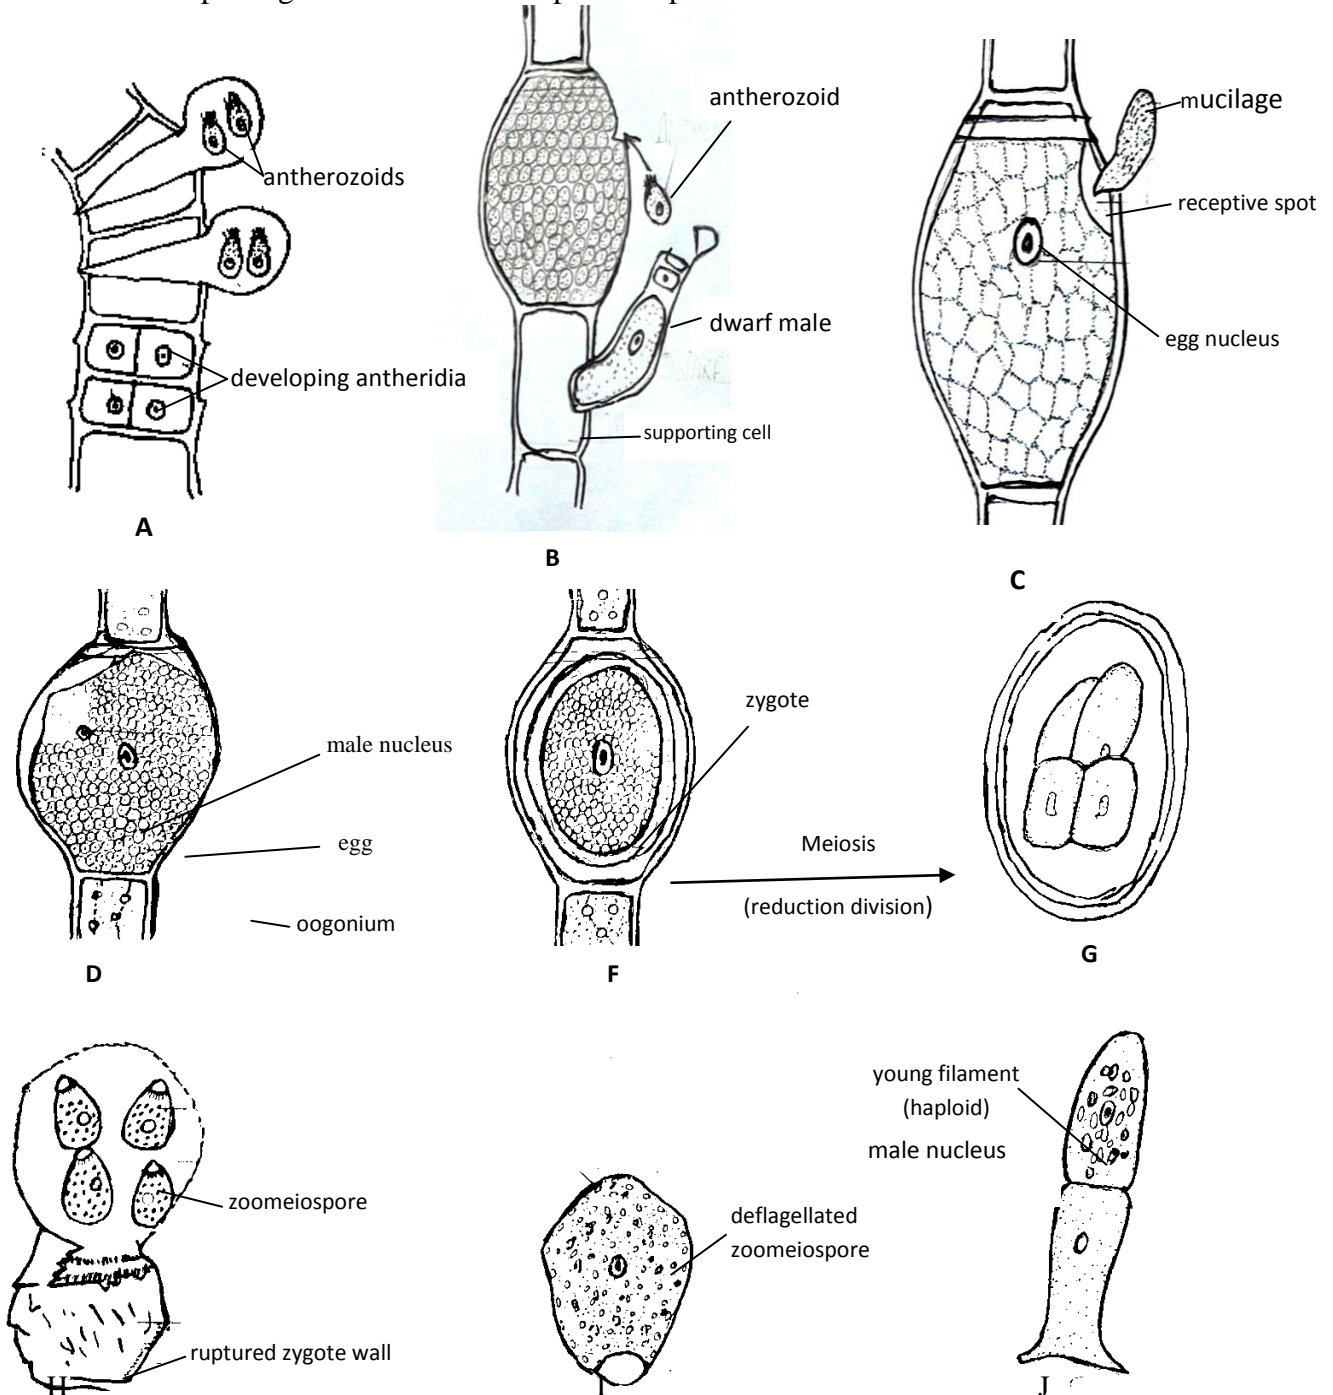 antherozoids
developing antheridia
A
antherozoid
dwarf male
supporting cell
B
mucilage
receptive spot
egg nucleus
C
male nucleus
egg
oogonium
D
zygote
F
Meiosis
(reduction division)
G
zoomeiospore
ruptured zygote wall
H
deflagellated
zoomeiospore
I
young filament
(haploid)
male nucleus
J